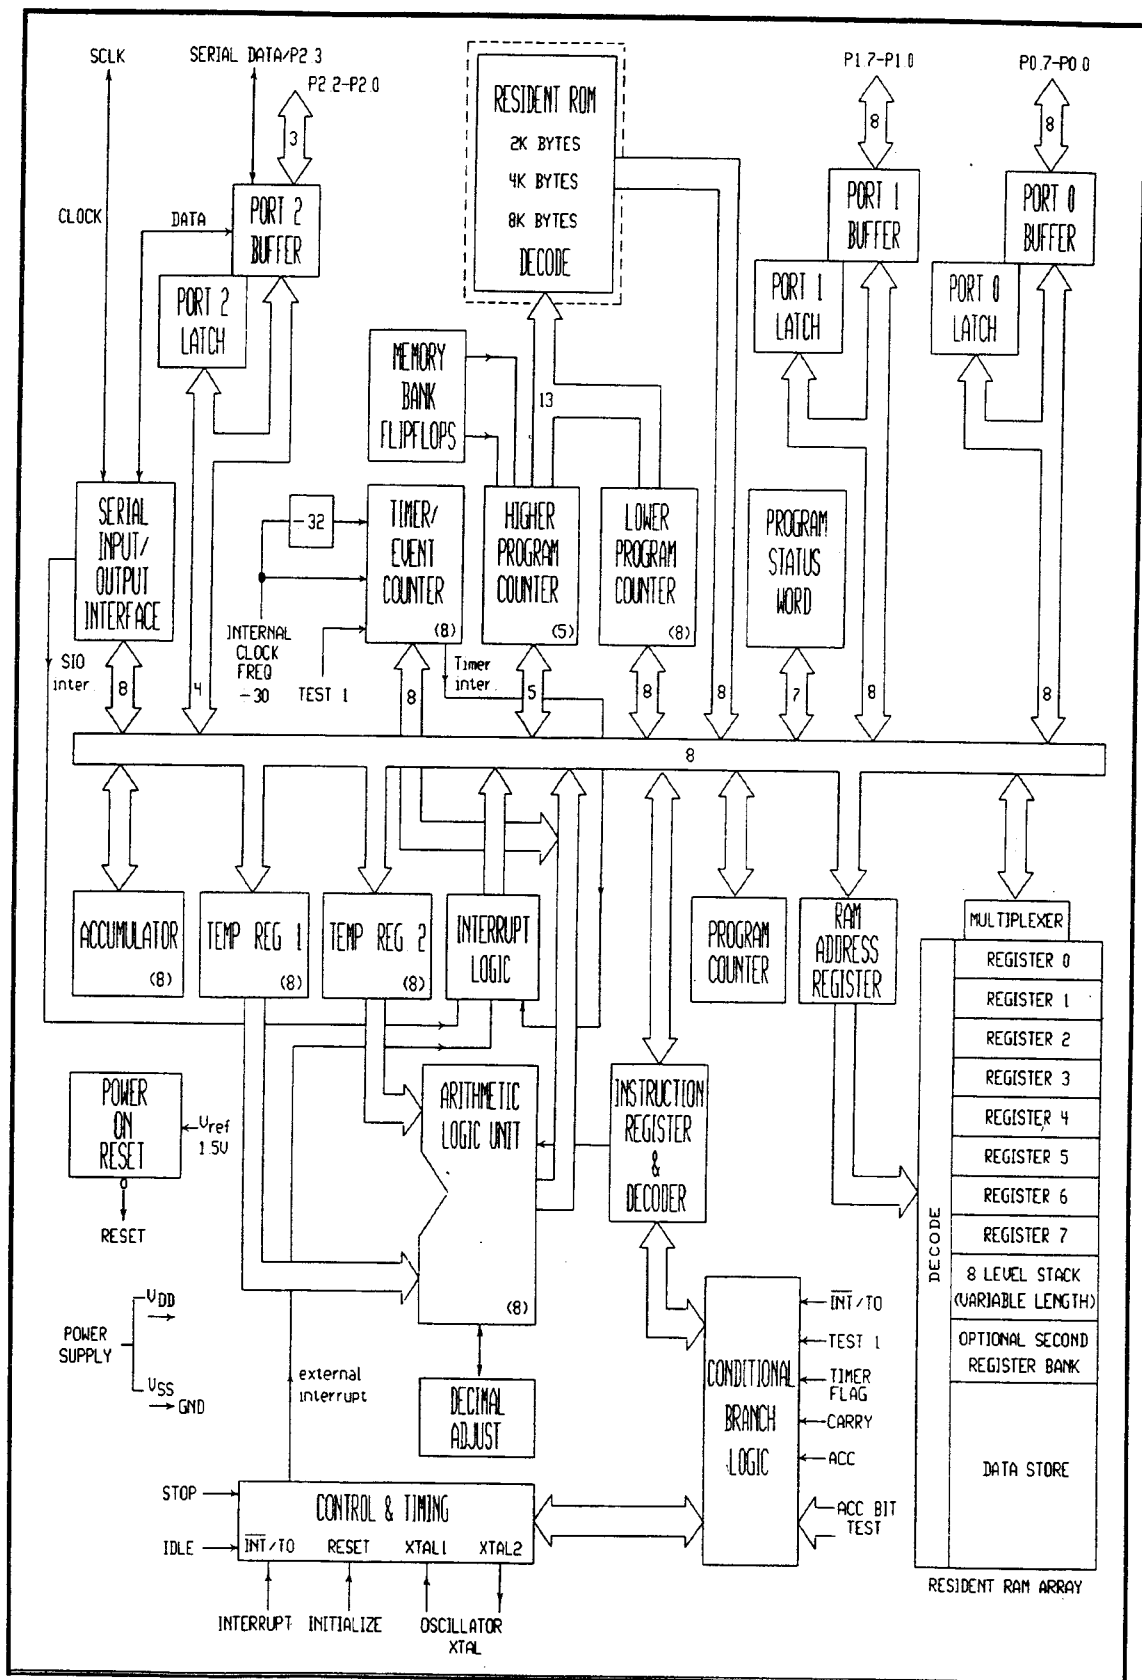 SCLK
SERIAL DATA/P2.3
P2.2-P2.0
3
CLOCK
DATA
PORT 2
BUFFER
PORT 2
LATCH
RESIDENT ROM
2K BYTES
4K BYTES
8K BYTES
DECODE
P1.7-P1.0
8
PORT 1
BUFFER
PORT 1
LATCH
P0.7-P0.0
8
PORT 0
BUFFER
PORT 0
LATCH
MEMORY
BANK
FLIPFLOPS
13
SERIAL
INPUT/
OUTPUT
INTERFACE
-32
TIMER/
EVENT
COUNTER
(8)
HIGHER
PROGRAM
COUNTER
(5)
LOWER
PROGRAM
COUNTER
(8)
PROGRAM
STATUS
WORD
INTERNAL
CLOCK
FREQ
-30
TEST 1
SIO
inter
8
4
8
Timer
inter
5
8
8
7
8
8
8
ACCUMULATOR
(8)
TEMP REG 1
(8)
TEMP REG 2
(8)
INTERRUPT
LOGIC
PROGRAM
COUNTER
RAM
ADDRESS
REGISTER
MULTIPLEXER
REGISTER 0
REGISTER 1
REGISTER 2
REGISTER 3
REGISTER 4
REGISTER 5
REGISTER 6
REGISTER 7
8 LEVEL STACK
(VARIABLE LENGTH)
OPTIONAL SECOND
REGISTER BANK
DATA STORE
DECODE
RESIDENT RAM ARRAY
POWER
ON
RESET
Vref
1.5V
RESET
ARITHMETIC
LOGIC UNIT
(8)
INSTRUCTION
REGISTER
&
DECODER
POWER
SUPPLY
VDD
VSS
GND
external
interrupt
DECIMAL
ADJUST
CONDITIONAL
BRANCH
LOGIC
INT/TO
TEST 1
TIMER
FLAG
CARRY
ACC
ACC BIT
TEST
STOP
IDLE
CONTROL & TIMING
INT/TO RESET XTAL1 XTAL2
INTERRUPT INITIALIZE OSCILLATOR
XTAL